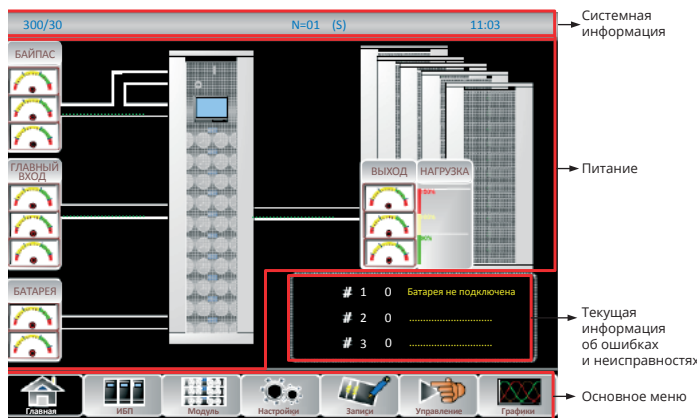 300/30 N=01 (S) 11:03
Системная
информация
БАЙПАС
ГЛАВНЫЙ
ВХОД
ВЫХОД НАГРУЗКА
Питание
БАТАРЕЯ
# 1 0 Батарея не подключена
# 2 0 ........................
# 3 0 ........................
Текущая
информация
об ошибках
и неисправностях
Главная ИБП Модуль Настройки Записи Управление Графики
Основное меню